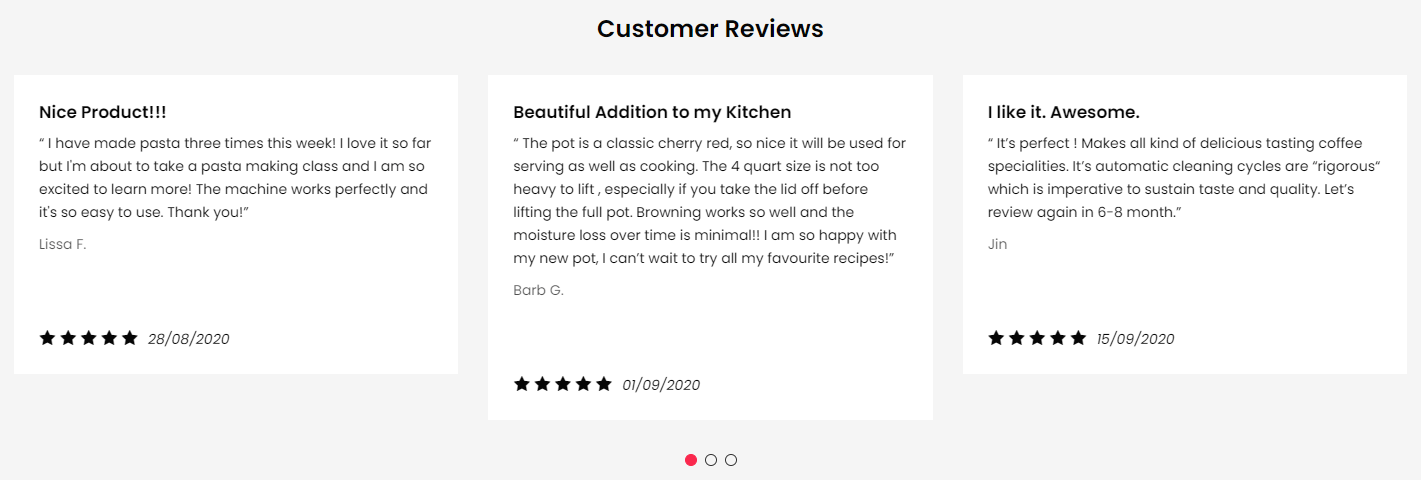 Customer Reviews
Nice Product!!!
“ I have made pasta three times this week! I love it so far
but I'm about to take a pasta making class and I am so
excited to learn more! The machine works perfectly and
it's so easy to use. Thank you!”
Lissa F.
28/08/2020
Beautiful Addition to my Kitchen
“ The pot is a classic cherry red, so nice it will be used for
serving as well as cooking. The 4 quart size is not too
heavy to lift , especially if you take the lid off before
lifting the full pot. Browning works so well and the
moisture loss over time is minimal!! I am so happy with
my new pot, I can’t wait to try all my favourite recipes!”
Barb G.
01/09/2020
I like it. Awesome.
“ It’s perfect ! Makes all kind of delicious tasting coffee
specialities. It’s automatic cleaning cycles are “rigorous“
which is imperative to sustain taste and quality. Let’s
review again in 6-8 month.”
Jin
15/09/2020